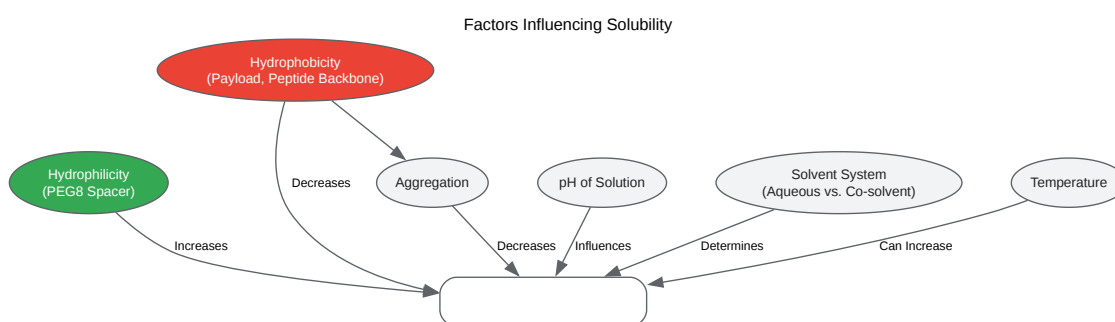 Factors Influencing Solubility
Hydrophobicity
(Payload, Peptide Backbone)
Hydrophilicity
(PEG8 Spacer)
Decreases
Aggregation
pH of Solution
Solvent System
(Aqueous vs. Co-solvent)
Temperature
Increases
Decreases
Influences
Determines
Can Increase